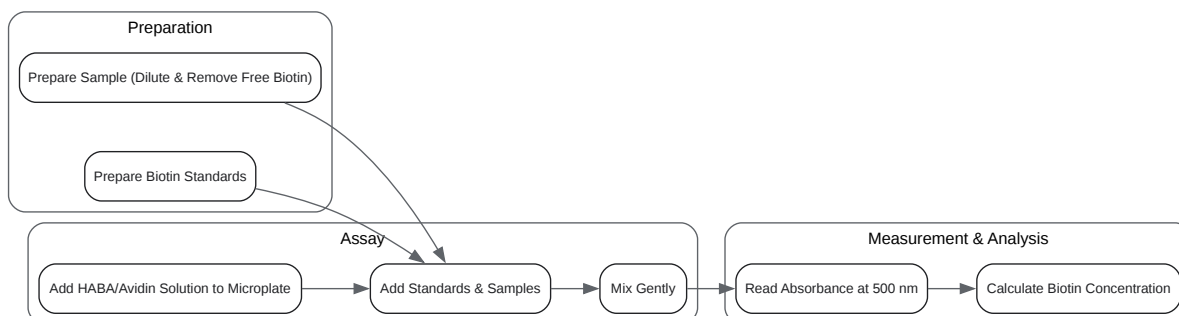 Preparation
Prepare Sample (Dilute & Remove Free Biotin)
Prepare Biotin Standards
Assay
Add HABA/Avidin Solution to Microplate
Add Standards & Samples
Mix Gently
Measurement & Analysis
Read Absorbance at 500 nm
Calculate Biotin Concentration